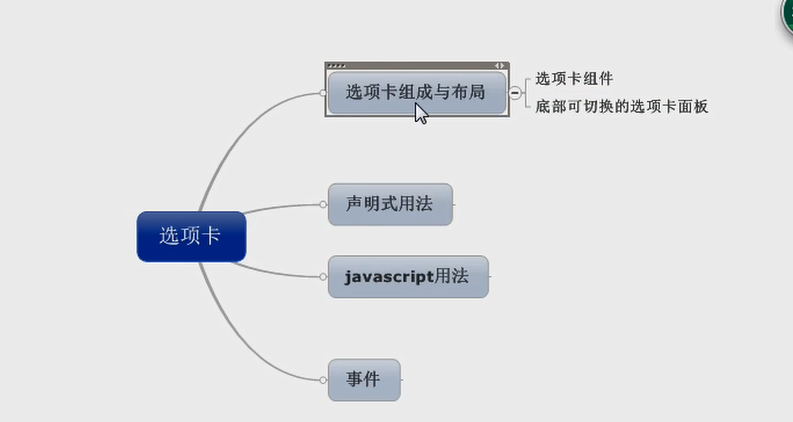 选项卡
选项卡组成与布局
选项卡组件
底部可切换的选项卡面板
声明式用法
javascript用法
事件